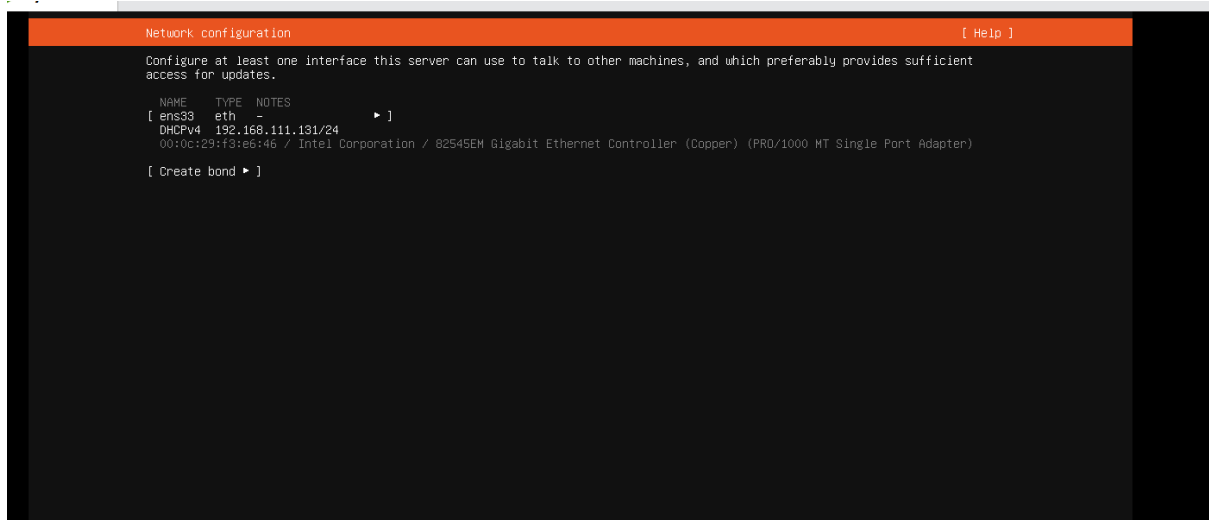 Network configuration [ Help ]
Configure at least one interface this server can use to talk to other machines, and which preferably provides sufficient
access for updates.
NAME TYPE NOTES
[ ens33 eth - ► ]
DHCPv4 192.168.111.131/24
00:0c:29:f3:e6:46 / Intel Corporation / 82545EM Gigabit Ethernet Controller (Copper) (PRO/1000 MT Single Port Adapter)
[ Create bond ► ]